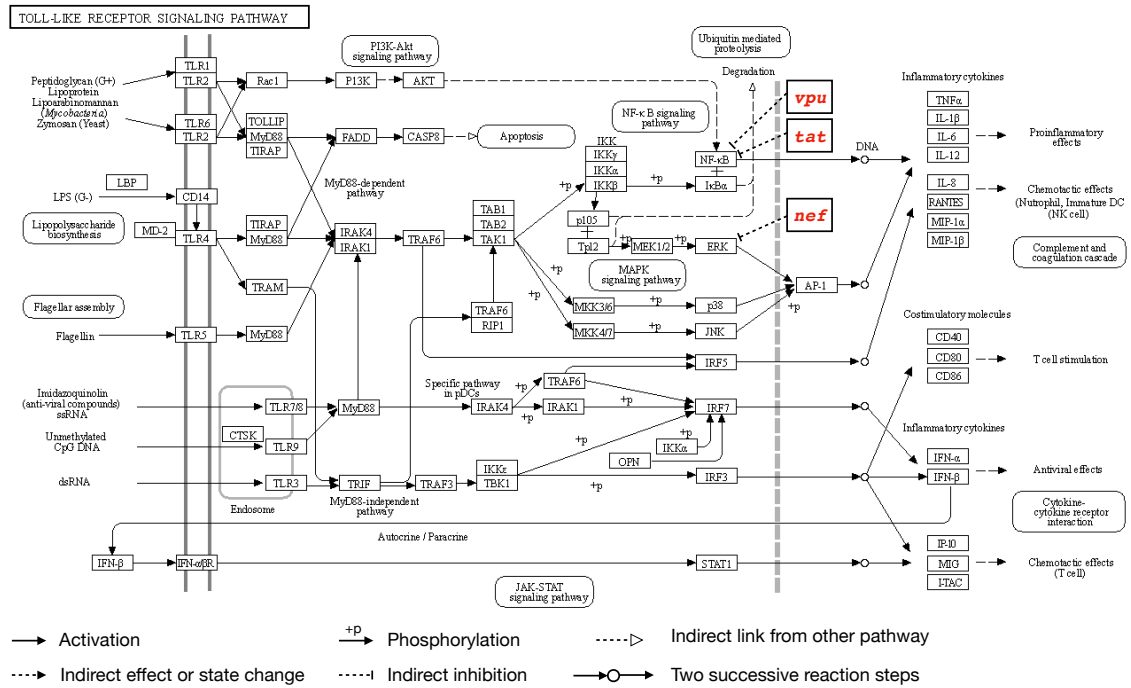 TOLL-LIKE RECEPTOR SIGNALING PATHWAY
Peptidoglycan (G+)
Lipoprotein
Lipoarabinomannan
(Mycobacteria)
Zymosan (Yeast)
LPS (G-)
LBP
Lipopolysaccharide
biosynthesis
MD-2
Flagellar assembly
Flagellin
Imidazoquinolin
(anti-viral compounds)
ssRNA
Unmethylated
CpG DNA
dsRNA
TLR1
TLR2
TLR6
TLR2
CD14
TLR4
TLR5
CTSK
TLR7/8
TLR9
TLR3
Endosome
Rac1
TOLLIP
MyD88
TIRAP
TIRAP
MyD88
TRAM
MyD88
MyD88
TRIF
MyD88-dependent
pathway
MyD88-independent
pathway
PI3K-Akt
signaling pathway
PI3K
AKT
FADD
CASP8
Apoptosis
IRAK4
IRAK1
TRAF6
TAB1
TAB2
TAK1
TRAF6
RIP1
Specific pathway
in pDCs
IRAK4
+p
TRAF6
+p
IRAK1
+p
TRAF3
IKKε
TBK1
+p
+p
Ubiquitin mediated
proteolysis
Degradation
NF-κB signaling
pathway
IKK
IKKγ
IKKα
IKKβ
+p
+p
NF-κB
IκBα
p105
Tpl2
+p
MEK1/2
+p
ERK
MAPK
signaling pathway
+p
MKK3/6
+p
p38
+p
MKK4/7
+p
JNK
IRF5
IRF7
+p
IKKα
OPN
IRF3
vpu
tat
nef
DNA
AP-1
+p
Inflammatory cytokines
TNFα
IL-1β
IL-6
IL-12
Proinflammatory
effects
IL-8
RANTES
MIP-1α
MIP-1β
Chemotactic effects
(Nutrophil, Immature DC
(NK cell)
Complement and
coagulation cascade
Costimulatory molecules
CD40
CD80
CD86
T cell stimulation
Inflammatory cytokines
IFN-α
IFN-β
Antiviral effects
Cytokine-
cytokine receptor
interaction
IP-10
MIG
I-TAC
Chemotactic effects
(T cell)
Autocrine / Paracrine
IFN-β
IFN-α/βR
STAT1
JAK-STAT
signaling pathway
Activation
+p
Phosphorylation
Indirect link from other pathway
Indirect effect or state change
Indirect inhibition
Two successive reaction steps